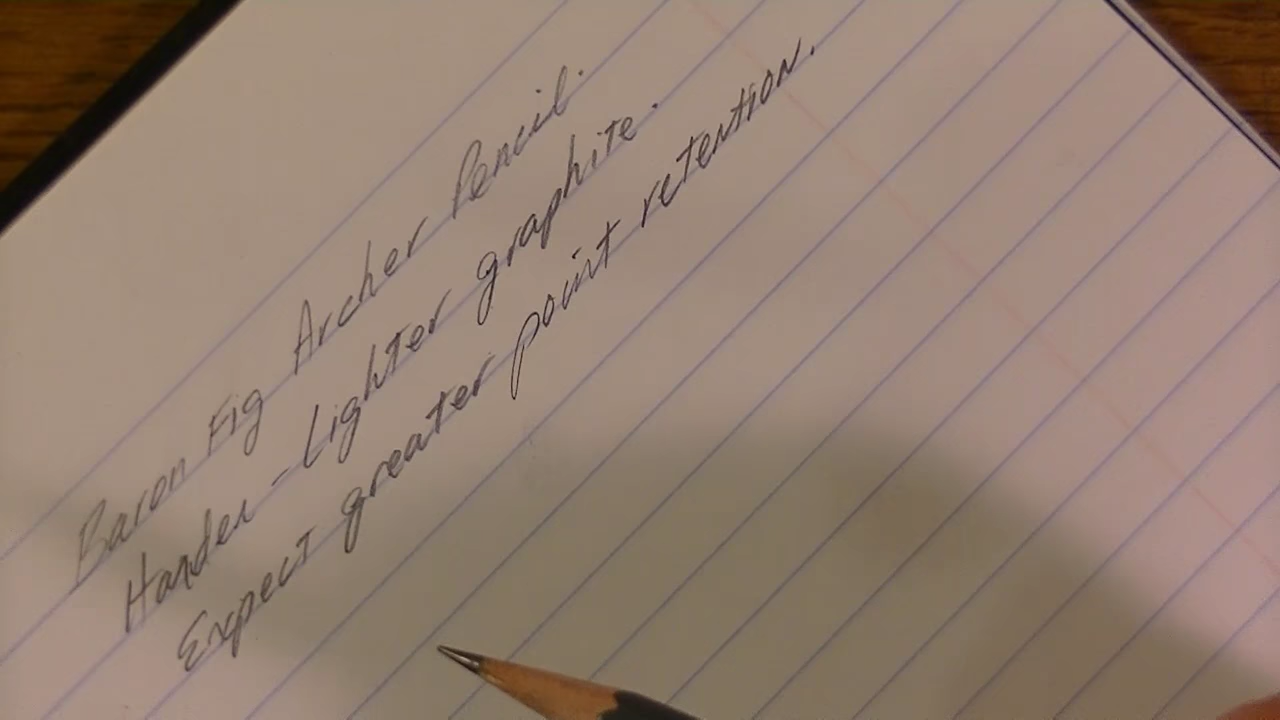 Baron Fig Archer Pencil.
Harder - Lighter graphite.
Expect greater point retention.